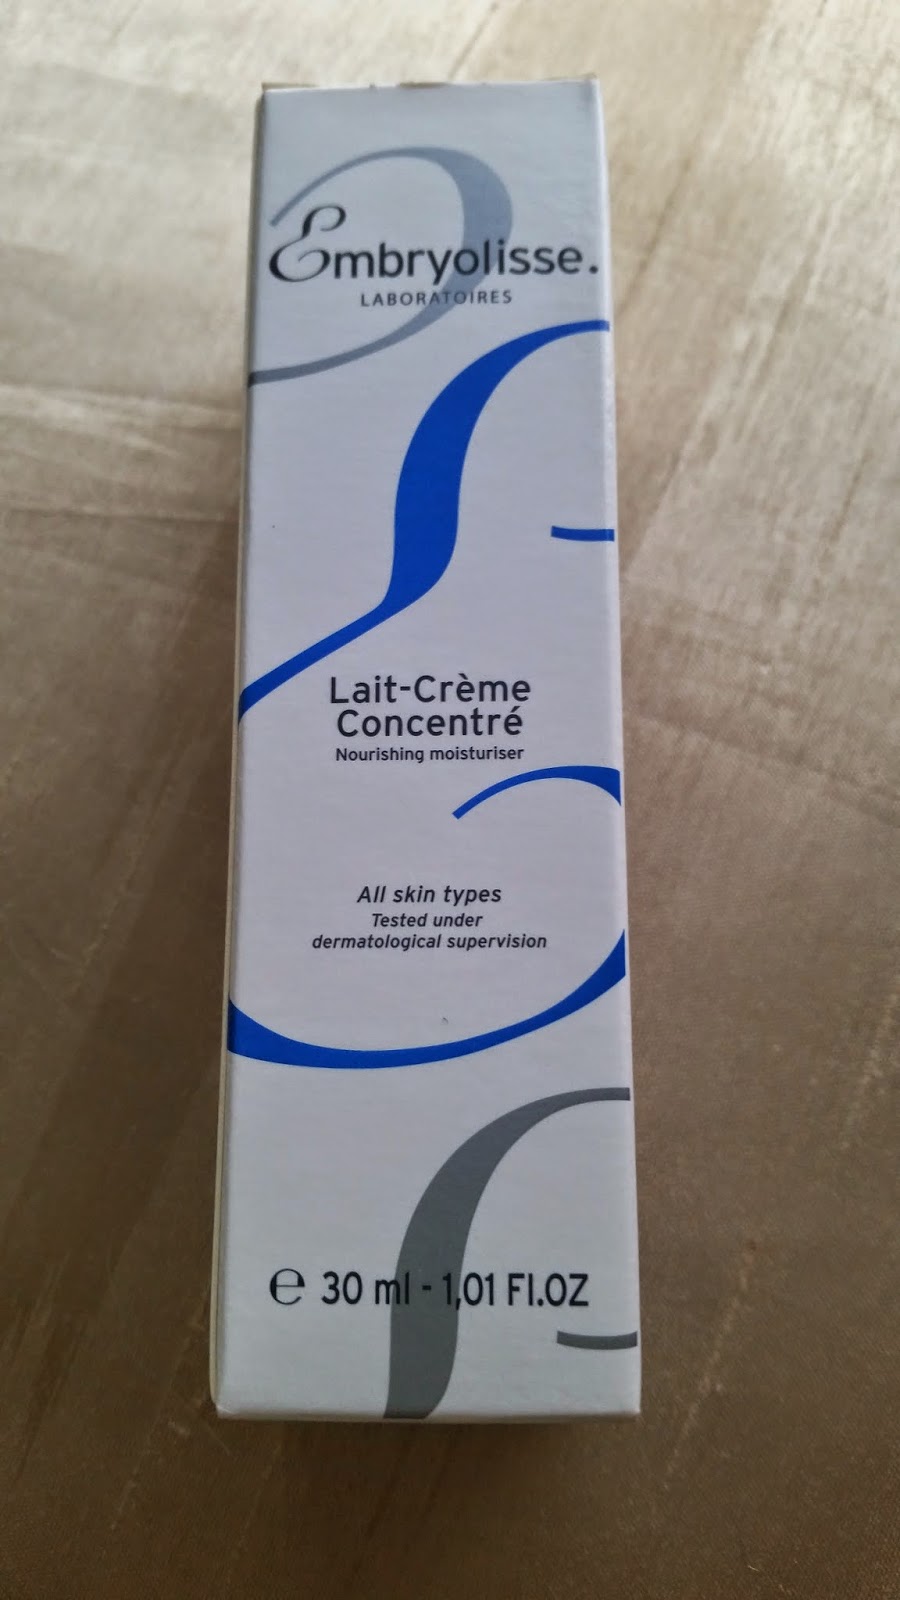 Embryolisse.
LABORATOIRES
Lait-Crème
Concentré
Nourishing moisturiser
All skin types
Tested under
dermatological supervision
℮ 30 ml - 1,01 Fl.OZ